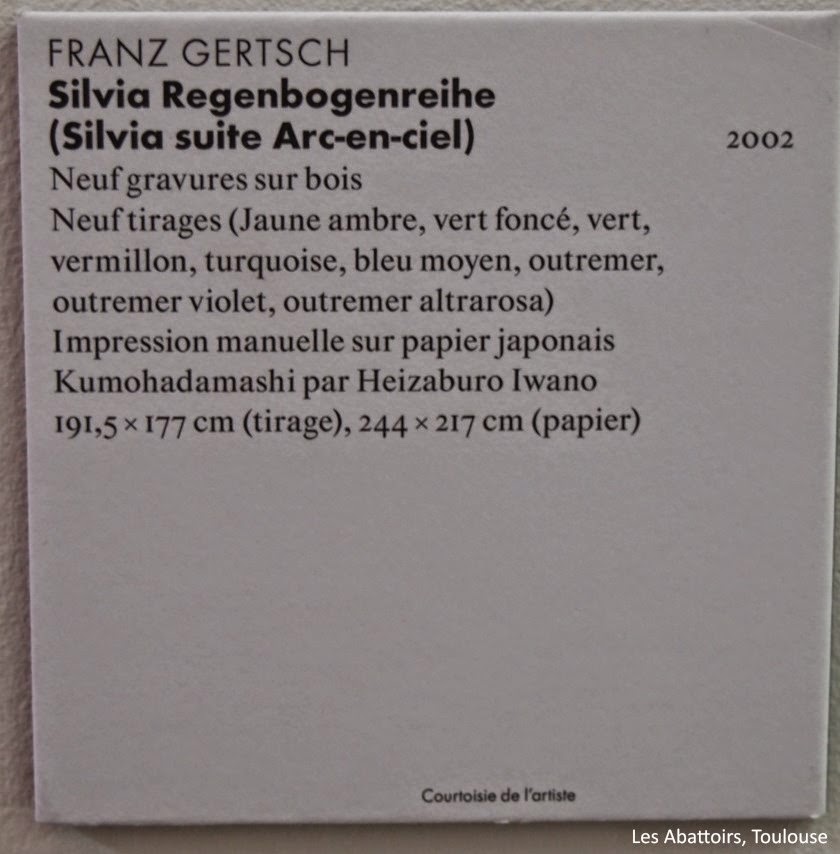 FRANZ GERTSCH
Silvia Regenbogenreihe
(Silvia suite Arc-en-ciel) 2002
Neuf gravures sur bois
Neuf tirages (Jaune ambre, vert foncé, vert,
vermillon, turquoise, bleu moyen, outremer,
outremer violet, outremer altrarosa)
Impression manuelle sur papier japonais
Kumohadamashi par Heizaburo Iwano
191,5 × 177 cm (tirage), 244 × 217 cm (papier)
Courtoisie de l'artiste
Les Abattoirs, Toulouse